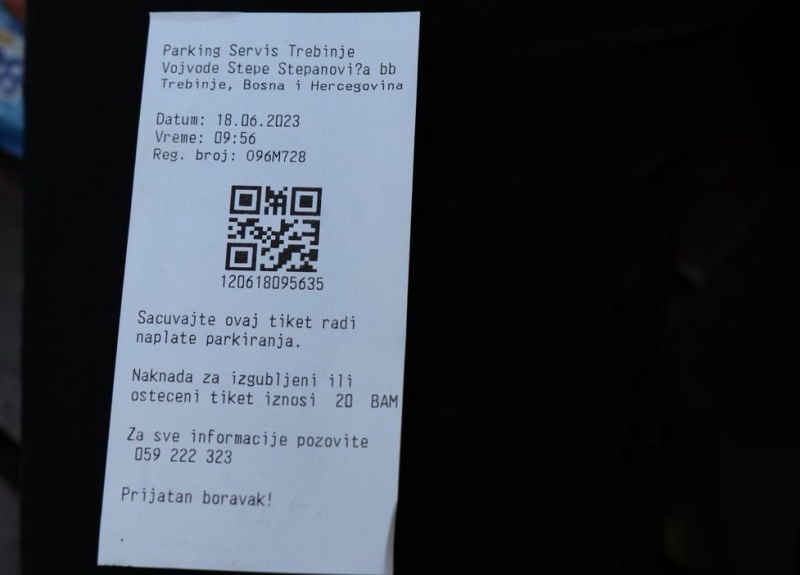 Parking Servis Trebinje
Vojvode Stepe Stepanovi?a bb
Trebinje, Bosna i Hercegovina
Datum: 18.06.2023
Vreme: 09:56
Reg. broj: O96M728
120618095635
Sacuvajte ovaj tiket radi
naplate parkiranja.
Naknada za izgubljeni ili
osteceni tiket iznosi 20 BAM
Za sve informacije pozovite
059 222 323
Prijatan boravak!